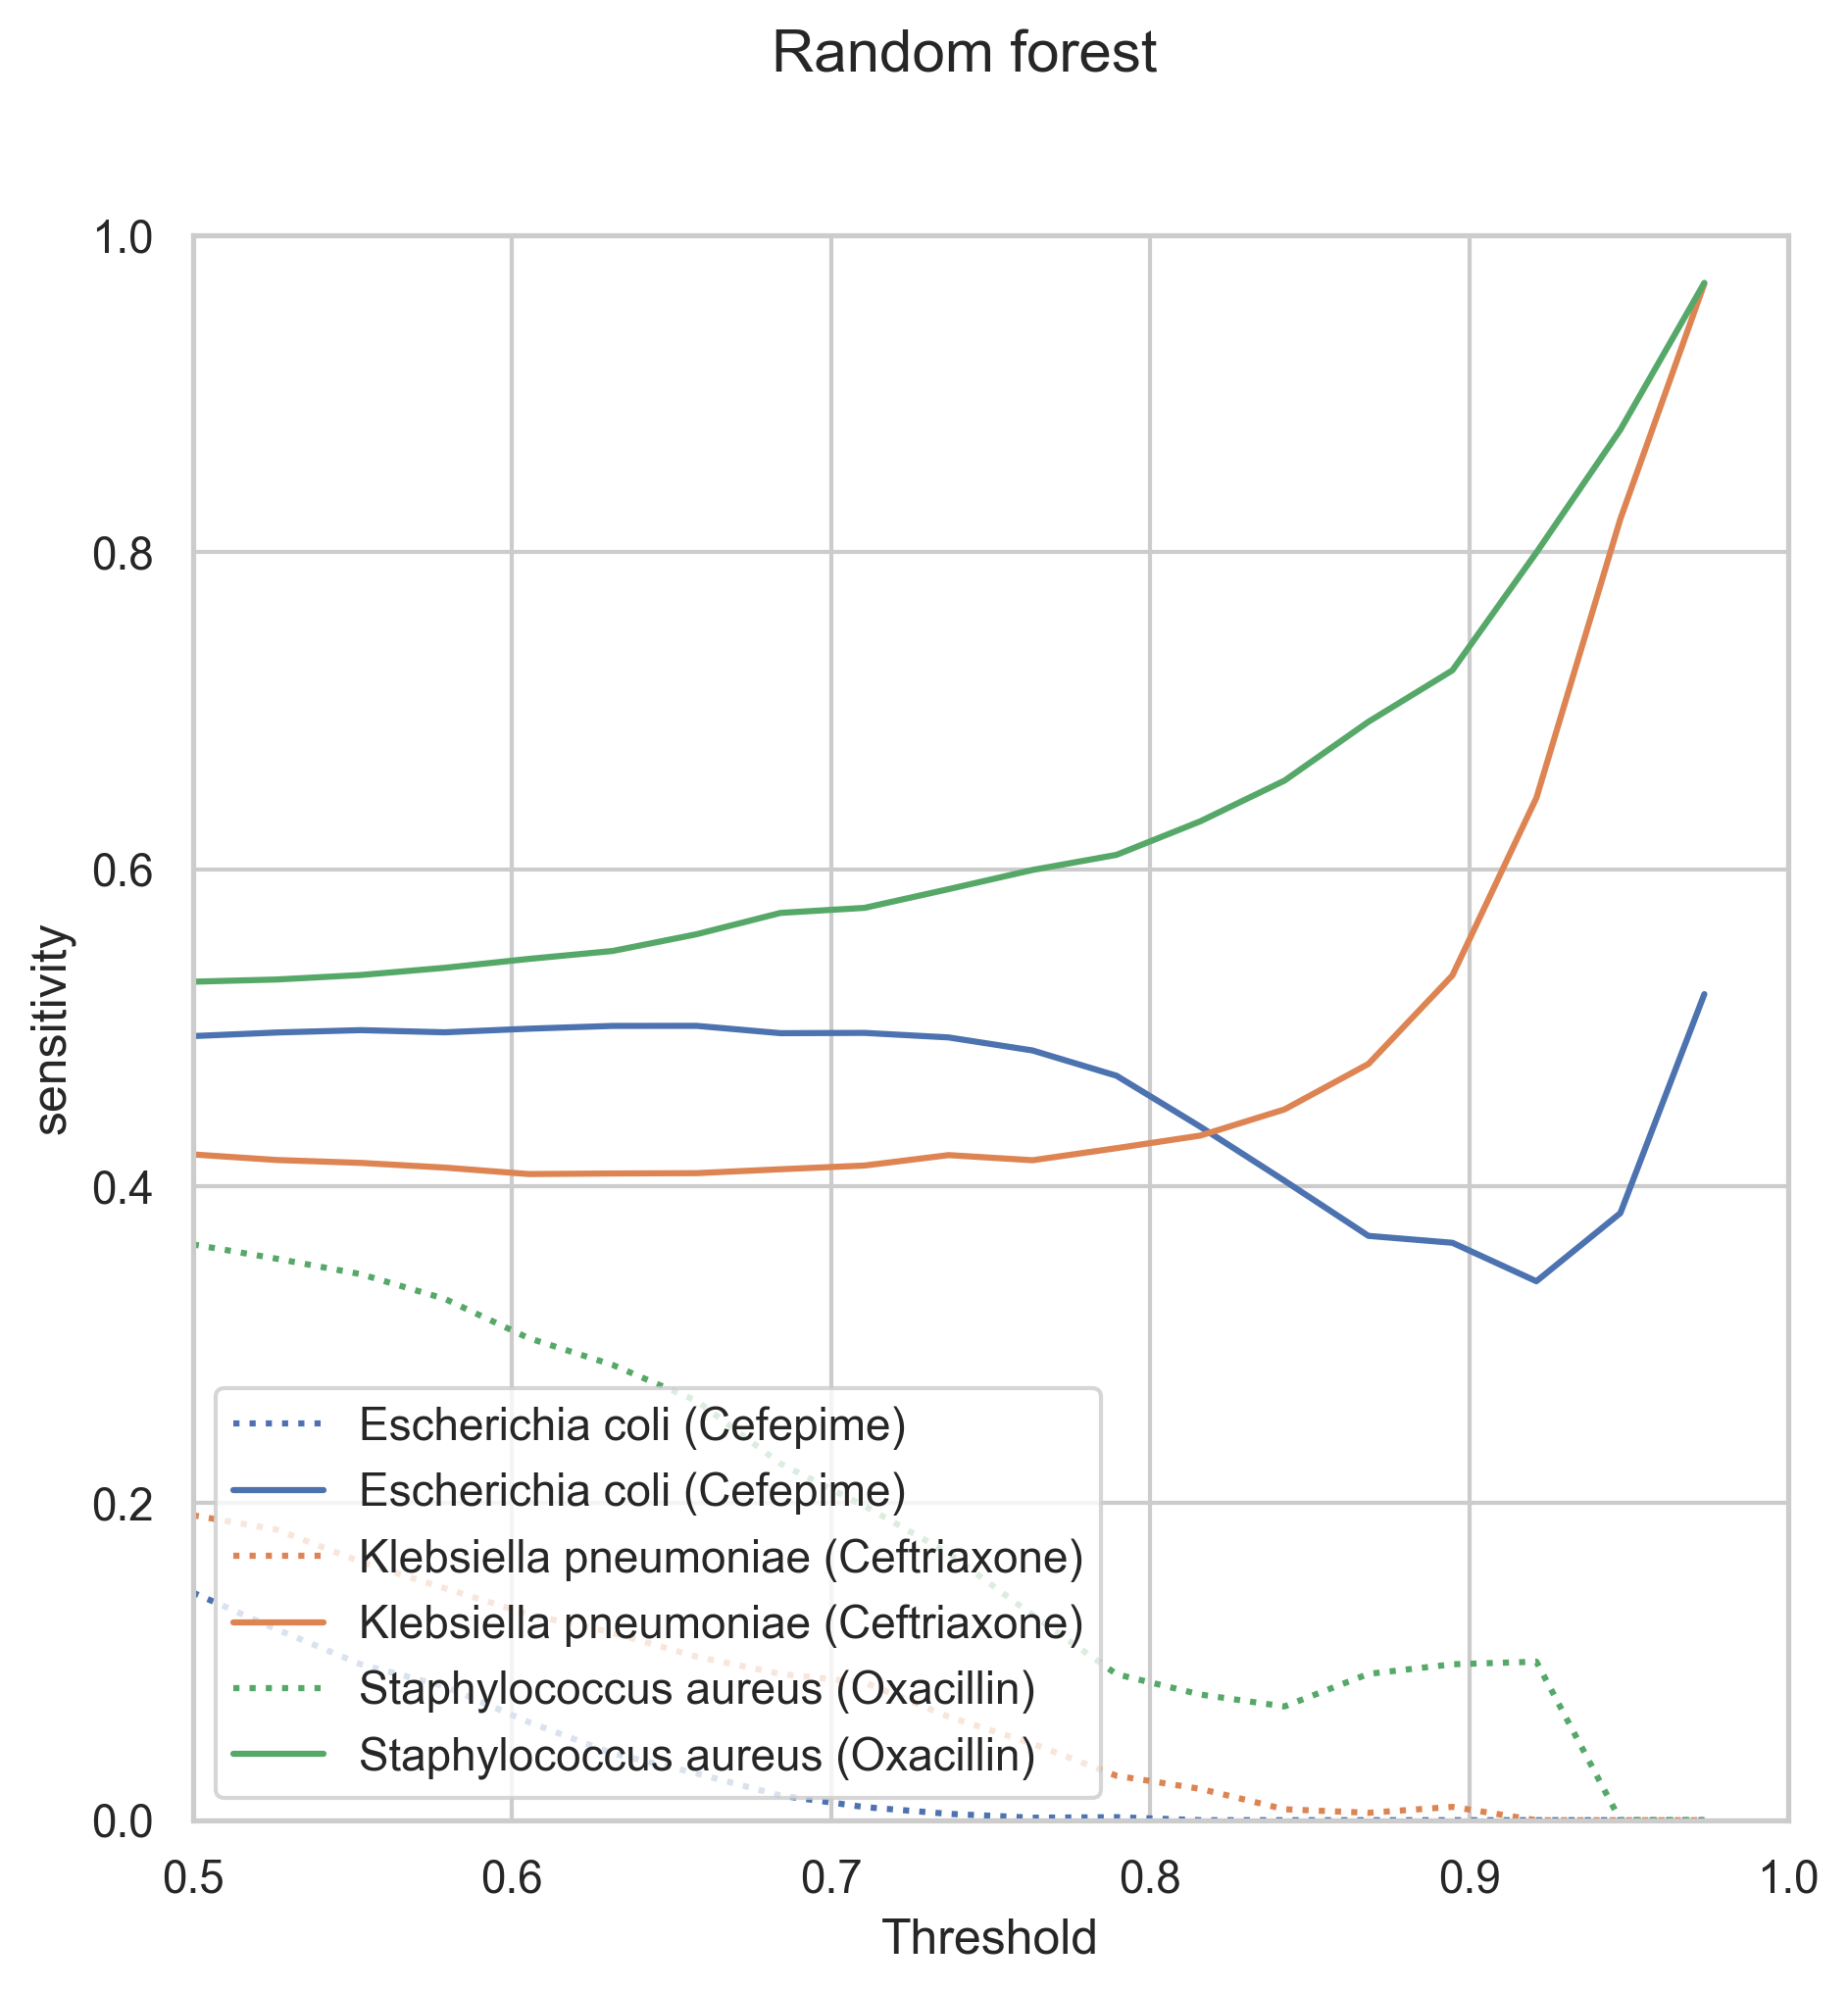 Random forest
1.0
0.8
0.6
0.4
0.2
0.0
sensitivity
Escherichia coli (Cefepime)
Escherichia coli (Cefepime)
Klebsiella pneumoniae (Ceftriaxone)
Klebsiella pneumoniae (Ceftriaxone)
Staphylococcus aureus (Oxacillin)
Staphylococcus aureus (Oxacillin)
0.5 0.6 0.7 0.8 0.9 1.0
Threshold